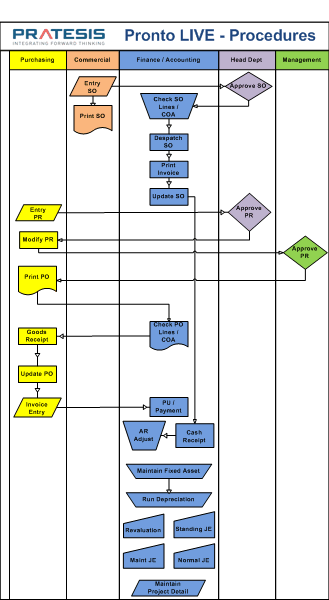 PRATESIS
INTEGRATING FORWARD THINKING
Pronto LIVE - Procedures
Purchasing
Commercial
Finance / Accounting
Head Dept
Management
Entry
SO
Approve SO
Print SO
Check SO
Lines /
COA
Despatch
SO
Print
Invoice
Update SO
Entry
PR
Approve
PR
Modify PR
Approve
PR
Print PO
Goods
Receipt
Check PO
Lines /
COA
Update PO
Invoice
Entry
PU /
Payment
AR
Adjust
Cash
Receipt
Maintain Fixed Asset
Run Depreciation
Revaluation
Standing JE
Maint JE
Normal JE
Maintain
Project Detail